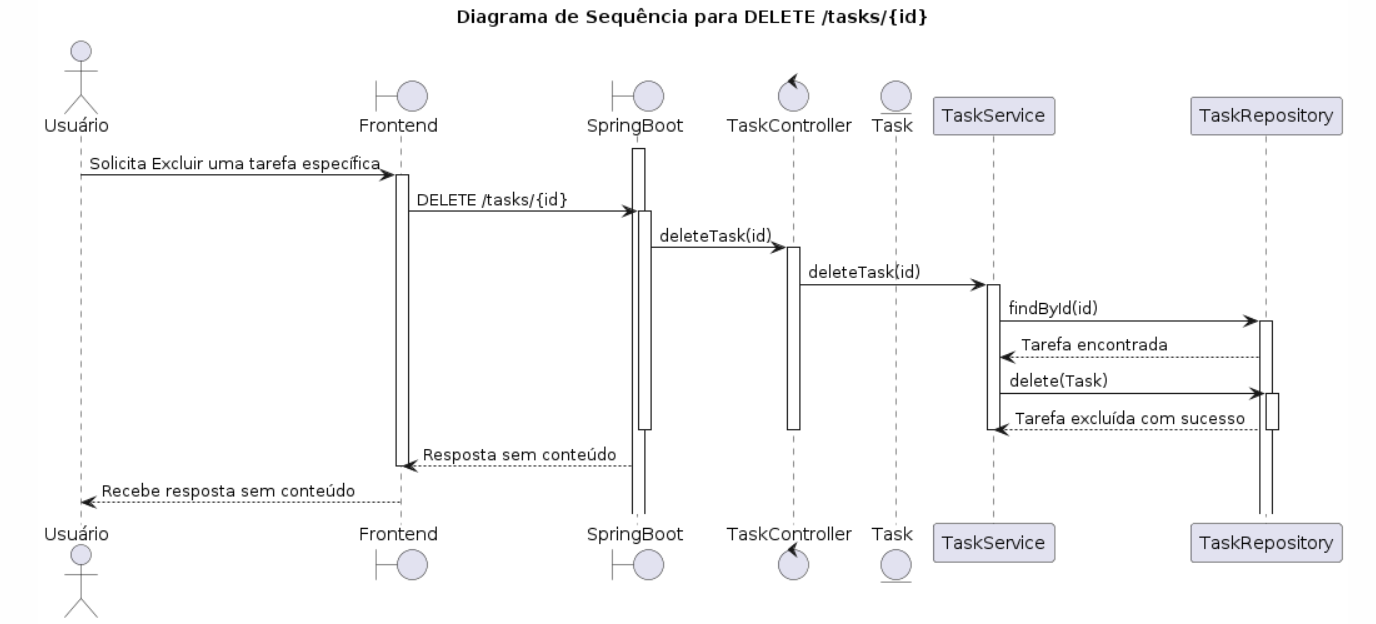 Diagrama de Sequência para DELETE /tasks/{id}
Usuário
Frontend
SpringBoot
TaskController
Task
TaskService
TaskRepository
Solicita Excluir uma tarefa específica
DELETE /tasks/{id}
deleteTask(id)
deleteTask(id)
findById(id)
Tarefa encontrada
delete(Task)
Tarefa excluída com sucesso
Resposta sem conteúdo
Recebe resposta sem conteúdo
Usuário
Frontend
SpringBoot
TaskController
Task
TaskService
TaskRepository